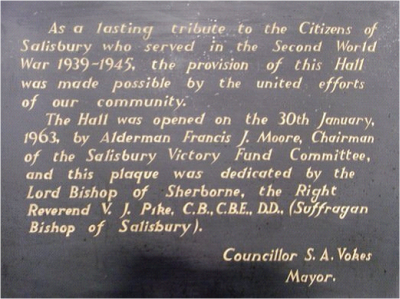 As a lasting tribute to the Citizens of
Salisbury who served in the Second World
War 1939-1945, the provision of this Hall
was made possible by the united efforts
of our community.
The Hall was opened on the 30th January,
1963, by Alderman Francis J. Moore, Chairman
of the Salisbury Victory Fund Committee,
and this plaque was dedicated by the
Lord Bishop of Sherborne, the Right
Reverend V. J. Pike, C.B., C.B.E., D.D., (Suffragan
Bishop of Salisbury).
Councillor S. A. Vokes
Mayor.